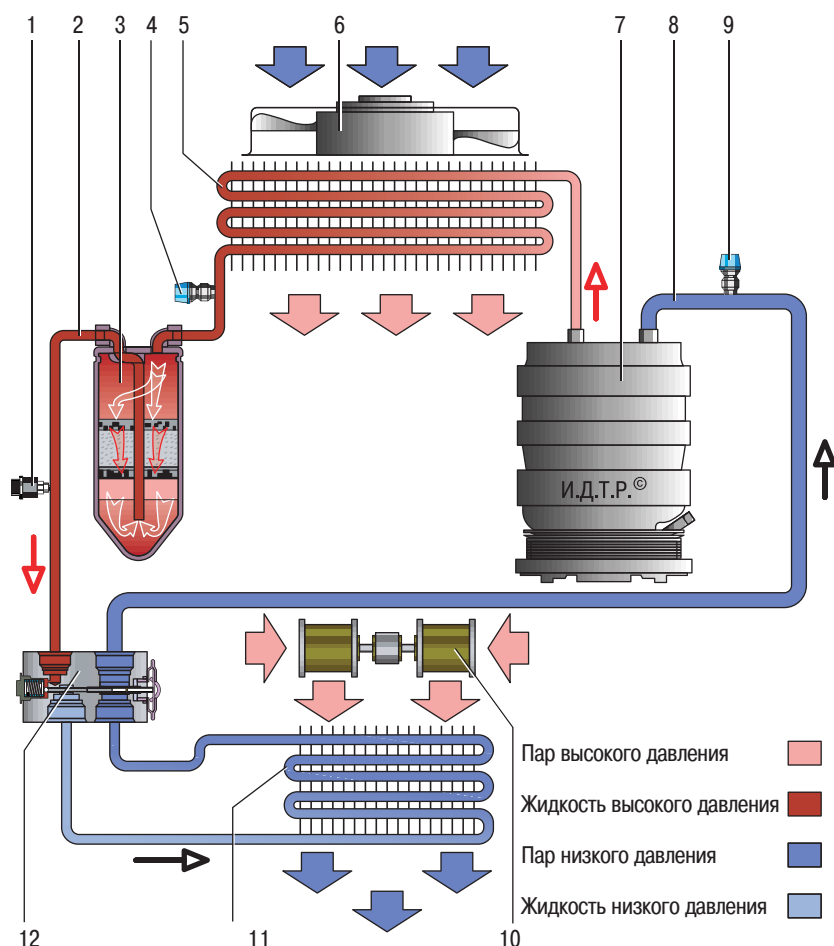 1 2 3 4 5 6 7 8 9
И.Д.Т.Р.©
Пар высокого давления
Жидкость высокого давления
Пар низкого давления
Жидкость низкого давления
12 11 10